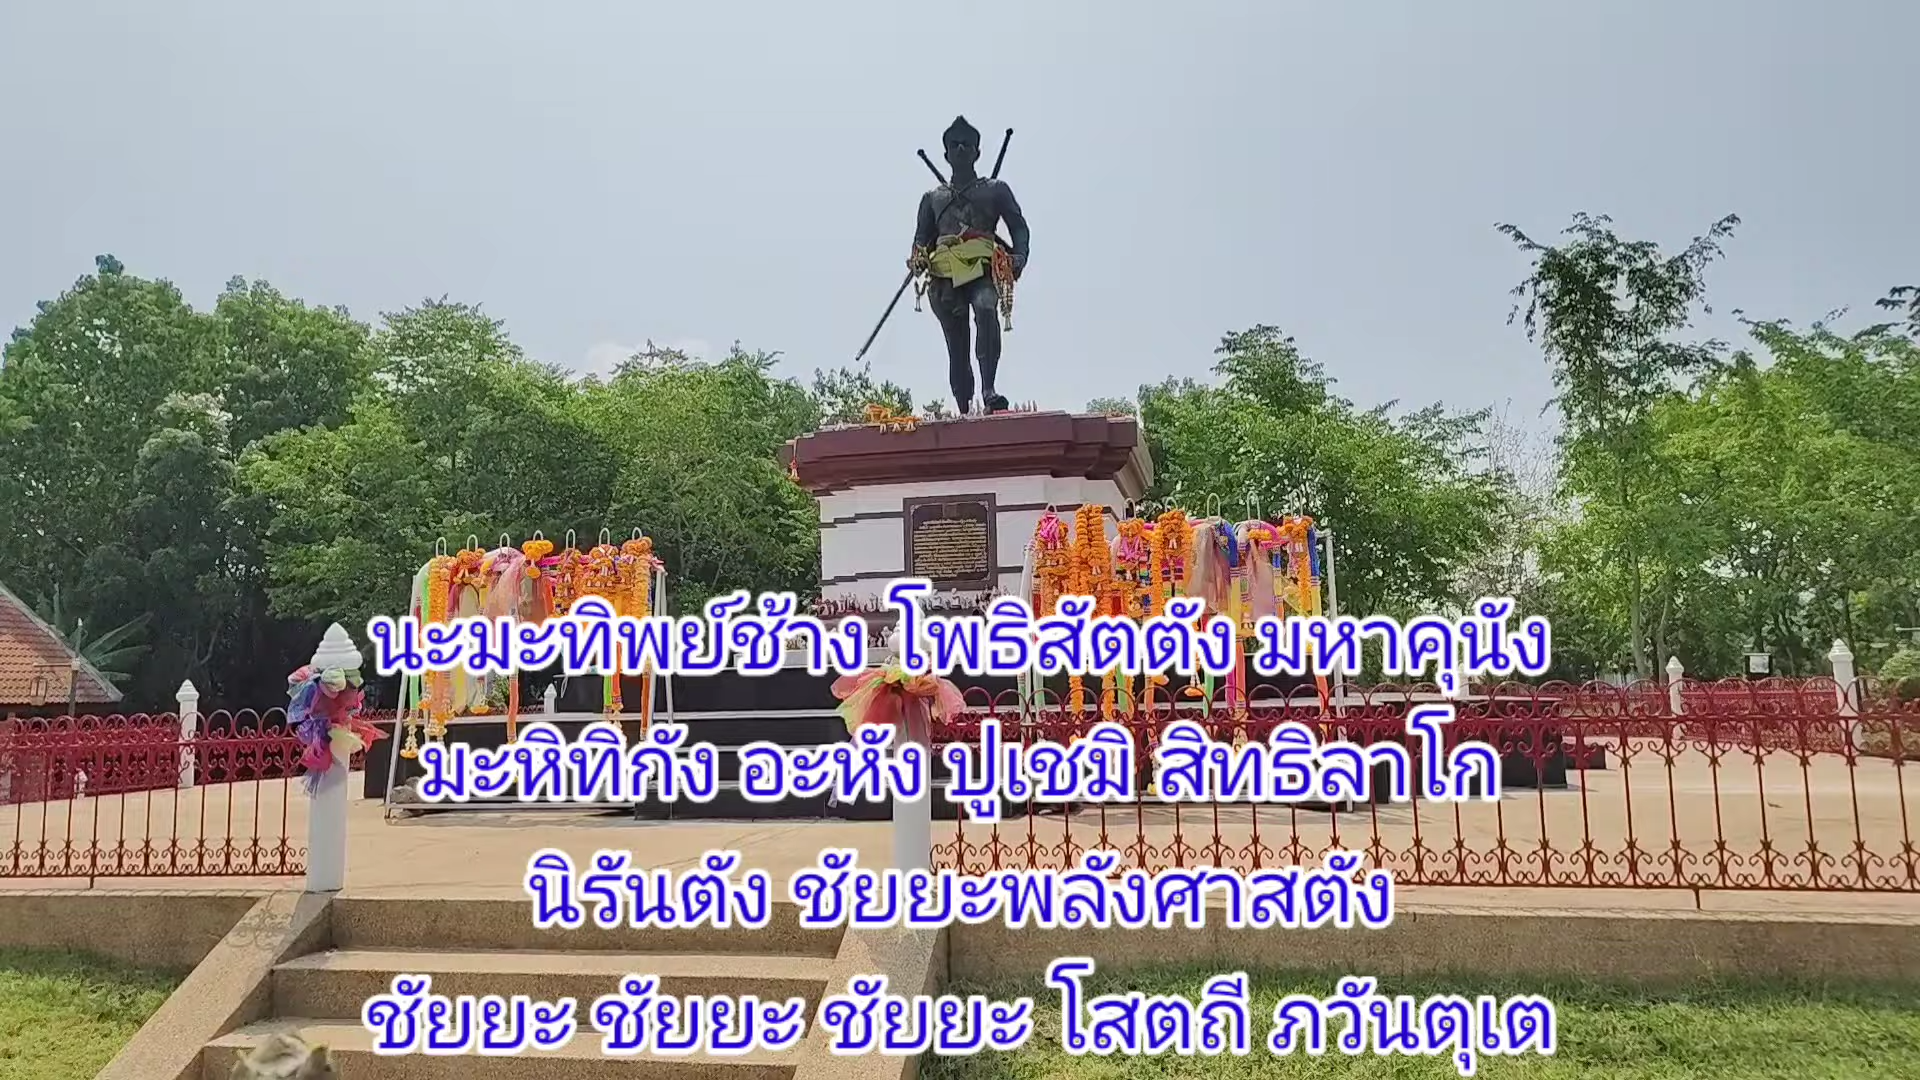 นะมะทิพย์ช้าง โพธิสัตตัง มหาคุนัง
มะหิทิกัง อะหัง ปูเชมิ สิทธิลาโก
นิรันตัง ชัยยะพลังศาสตัง
ชัยยะ ชัยยะ ชัยยะ โสตถี ภวันตุเต